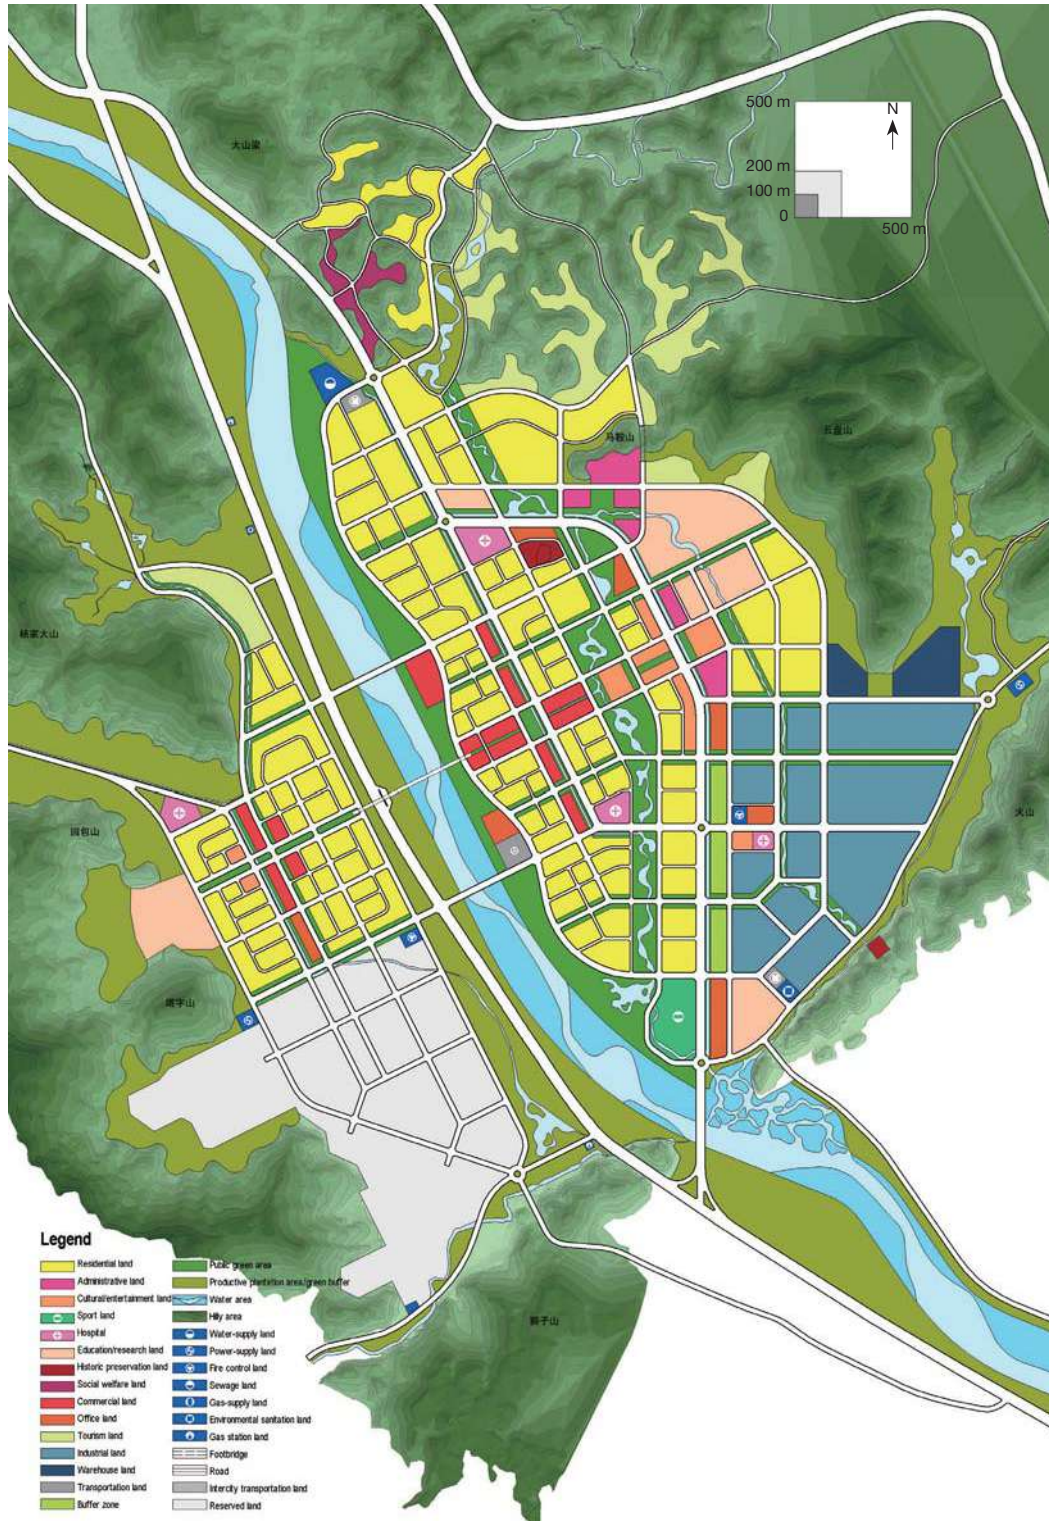 500 m
N
200 m
100 m
0
500 m
大山梁
马鞍山
云盘山
杨家大山
回包山
火山
塔字山
狮子山
Legend
Residential land
Administrative land
Cultural/entertainment land
Sport land
Hospital
Education/research land
Historic preservation land
Social welfare land
Commercial land
Office land
Tourism land
Industrial land
Warehouse land
Transportation land
Buffer zone
Public green area
Productive plantation area/green buffer
Water area
Hilly area
Water-supply land
Power-supply land
Fire control land
Sewage land
Gas-supply land
Environmental sanitation land
Gas station land
Footbridge
Road
Intercity transportation land
Reserved land